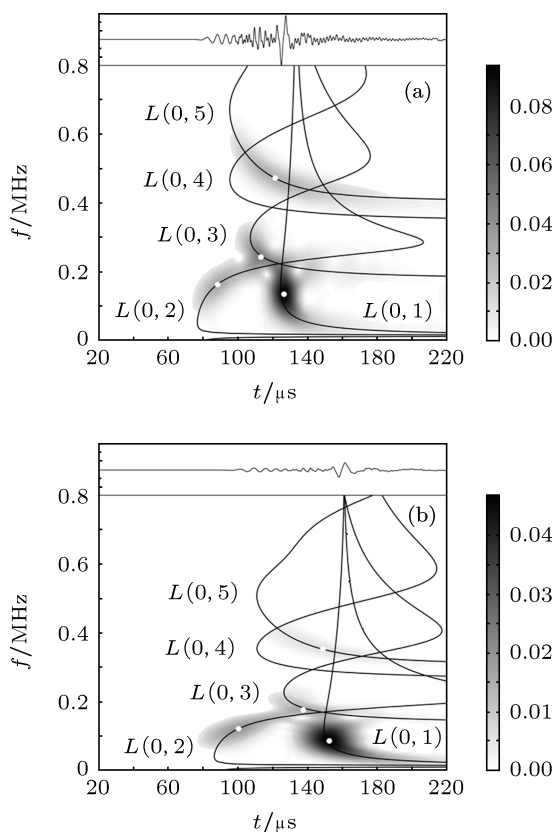 (a)
0.8
0.6
0.4
0.2
0
f/MHz
L(0, 5)
L(0, 4)
L(0, 3)
L(0, 2)
L(0, 1)
20 60 100 140 180 220
t/μs
0.08
0.06
0.04
0.02
0.00
(b)
0.8
0.6
0.4
0.2
0
f/MHz
L(0, 5)
L(0, 4)
L(0, 3)
L(0, 2)
L(0, 1)
20 60 100 140 180 220
t/μs
0.04
0.03
0.02
0.01
0.00